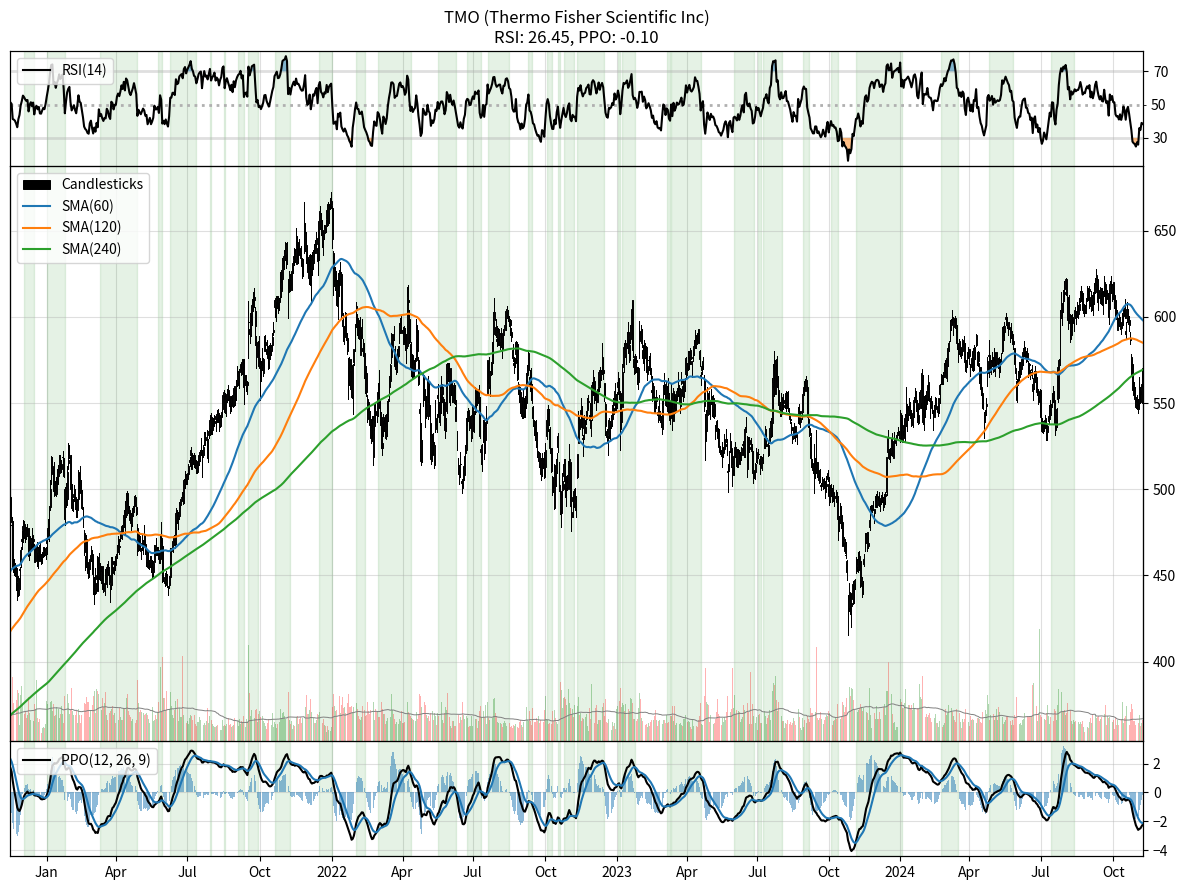 TMO (Thermo Fisher Scientific Inc)
RSI: 26.45, PPO: -0.10
RSI(14)
70
50
30
Candlesticks
SMA(60)
SMA(120)
SMA(240)
650
600
550
500
450
400
PPO(12, 26, 9)
2
0
−2
−4
Jan Apr Jul Oct 2022 Apr Jul Oct 2023 Apr Jul Oct 2024 Apr Jul Oct